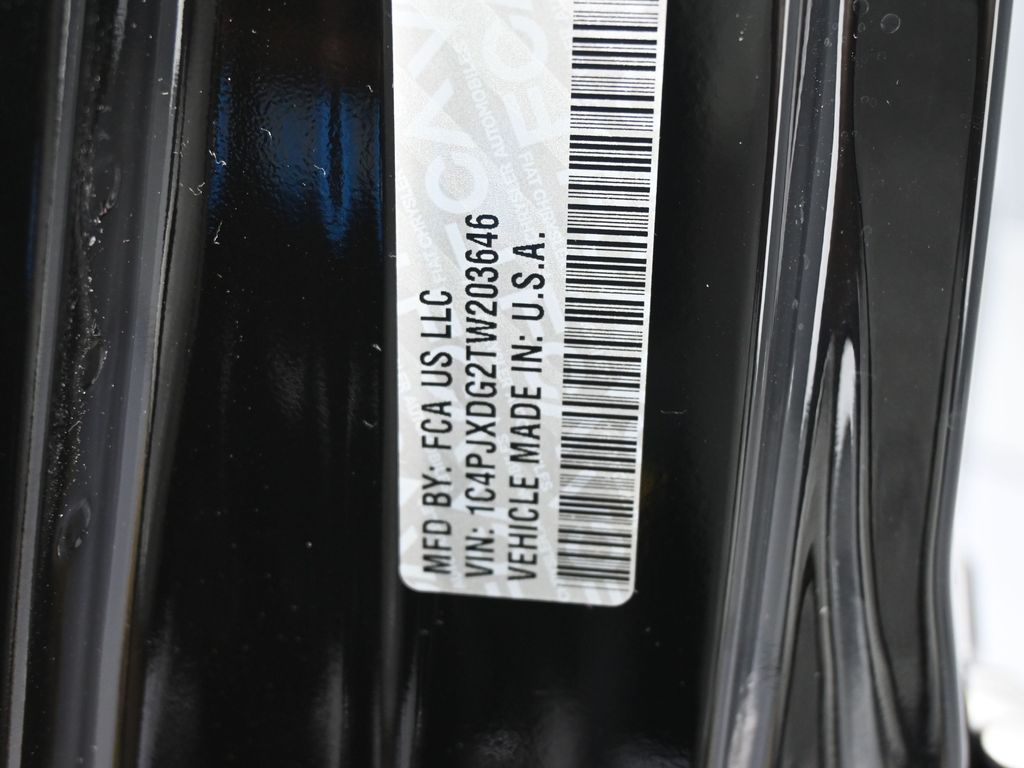 MFD BY: FCA US LLC
VIN: 1C4PJXDG2TW203646
VEHICLE MADE IN: U.S.A.